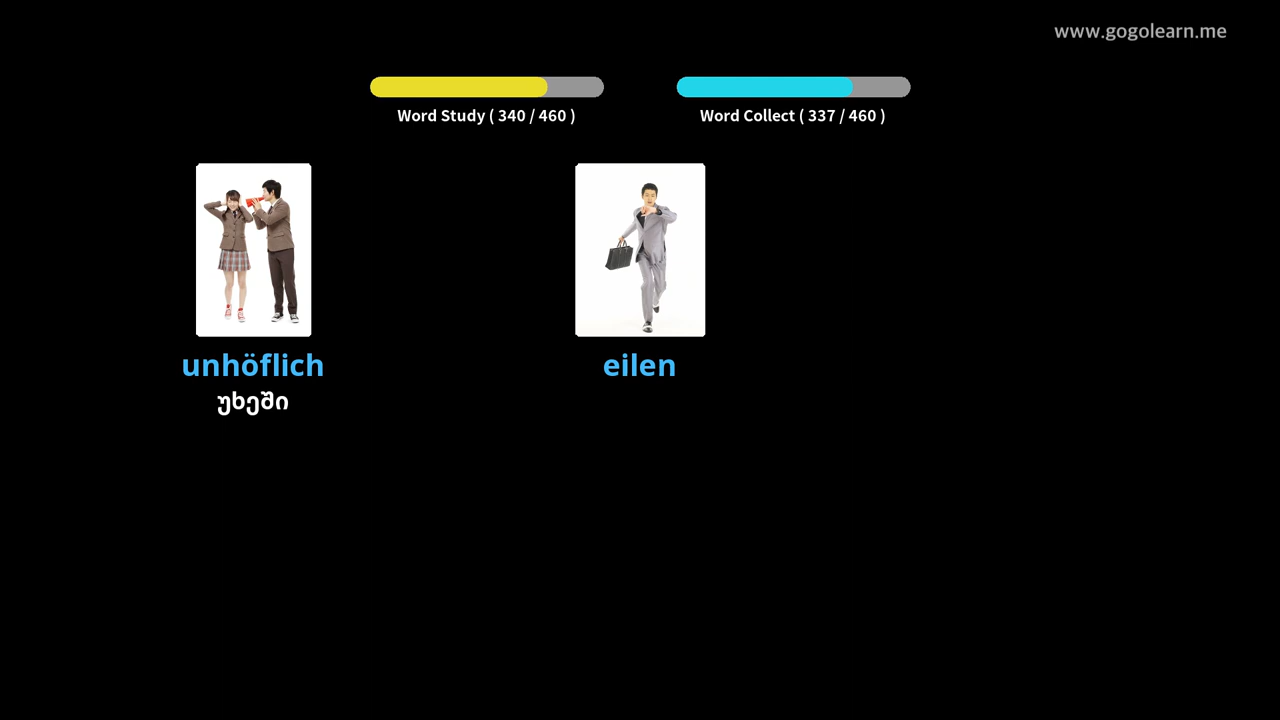 www.gogolearn.me
Word Study ( 340 / 460 )
Word Collect ( 337 / 460 )
unhöflich
eilen
უხეში